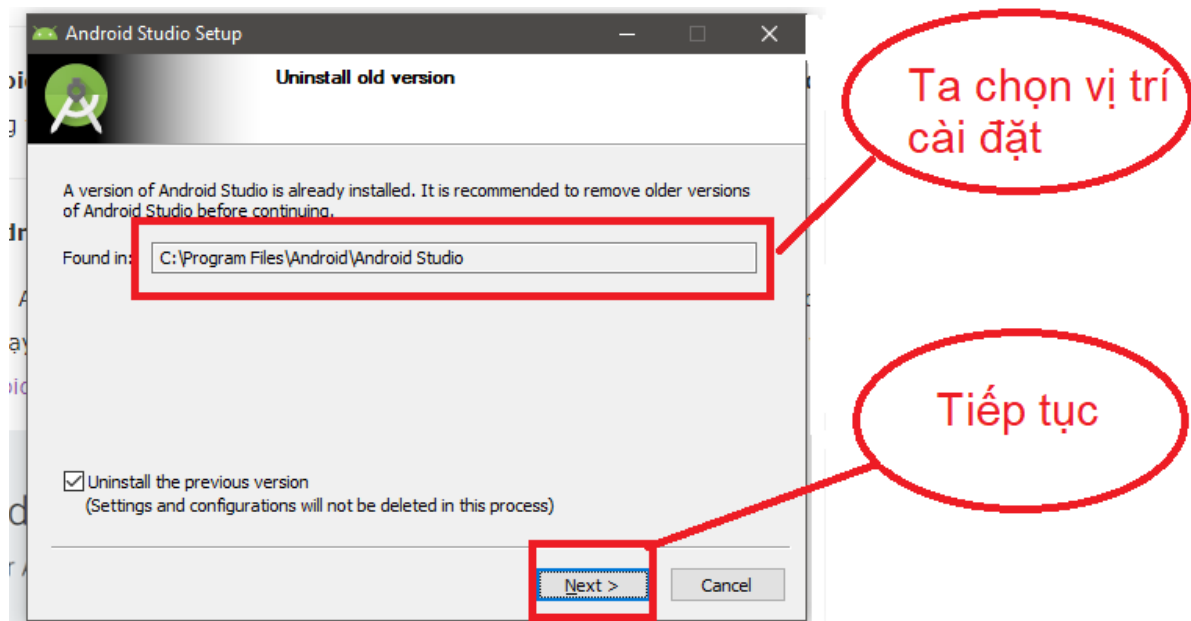 Android Studio Setup
Uninstall old version
Ta chọn vị trí
cài đặt
A version of Android Studio is already installed. It is recommended to remove older versions
of Android Studio before continuing.
Found in:
C:\Program Files\Android\Android Studio
Tiếp tục
Uninstall the previous version
(Settings and configurations will not be deleted in this process)
Next >
Cancel